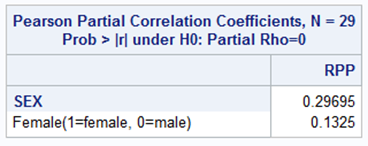 Pearson Partial Correlation Coefficients, N = 29
Prob > |r| under H0: Partial Rho=0
RPP
SEX 0.29695
Female(1=female, 0=male) 0.1325